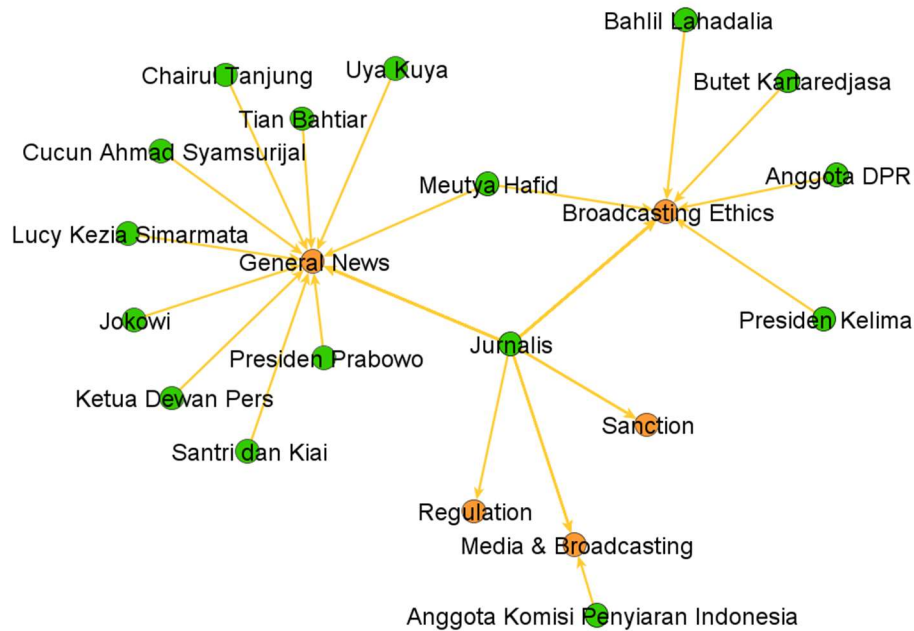 Bahlil Lahadalia
Chairul Tanjung
Uya Kuya
Butet Kartaredjasa
Tian Bahtiar
Cucun Ahmad Syamsurijal
Meutya Hafid
Anggota DPR
Broadcasting Ethics
Lucy Kezia Simarmata
General News
Jokowi
Presiden Kelima
Presiden Prabowo
Jurnalis
Ketua Dewan Pers
Sanction
Santri dan Kiai
Regulation
Media & Broadcasting
Anggota Komisi Penyiaran Indonesia